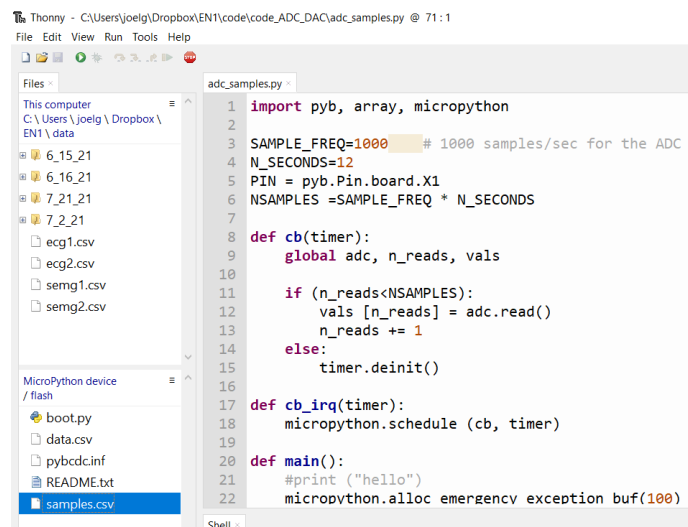 Thonny - C:\Users\joelg\Dropbox\EN1\code\code_ADC_DAC\adc_samples.py @ 71 : 1
File Edit View Run Tools Help
STOP
Files ×
This computer
C: \ Users \ joelg \ Dropbox \
EN1 \ data
6_15_21
6_16_21
7_21_21
7_2_21
ecg1.csv
ecg2.csv
semg1.csv
semg2.csv
MicroPython device
/ flash
boot.py
data.csv
pybcdc.inf
README.txt
samples.csv
adc_samples.py ×
1 import pyb, array, micropython
2
3 SAMPLE_FREQ=1000    # 1000 samples/sec for the ADC
4 N_SECONDS=12
5 PIN = pyb.Pin.board.X1
6 NSAMPLES =SAMPLE_FREQ * N_SECONDS
7
8 def cb(timer):
9     global adc, n_reads, vals
10
11     if (n_reads<NSAMPLES):
12         vals [n_reads] = adc.read()
13         n_reads += 1
14     else:
15         timer.deinit()
16
17 def cb_irq(timer):
18     micropython.schedule (cb, timer)
19
20 def main():
21     #print ("hello")
22     micropython.alloc_emergency_exception_buf(100)
Shell ×